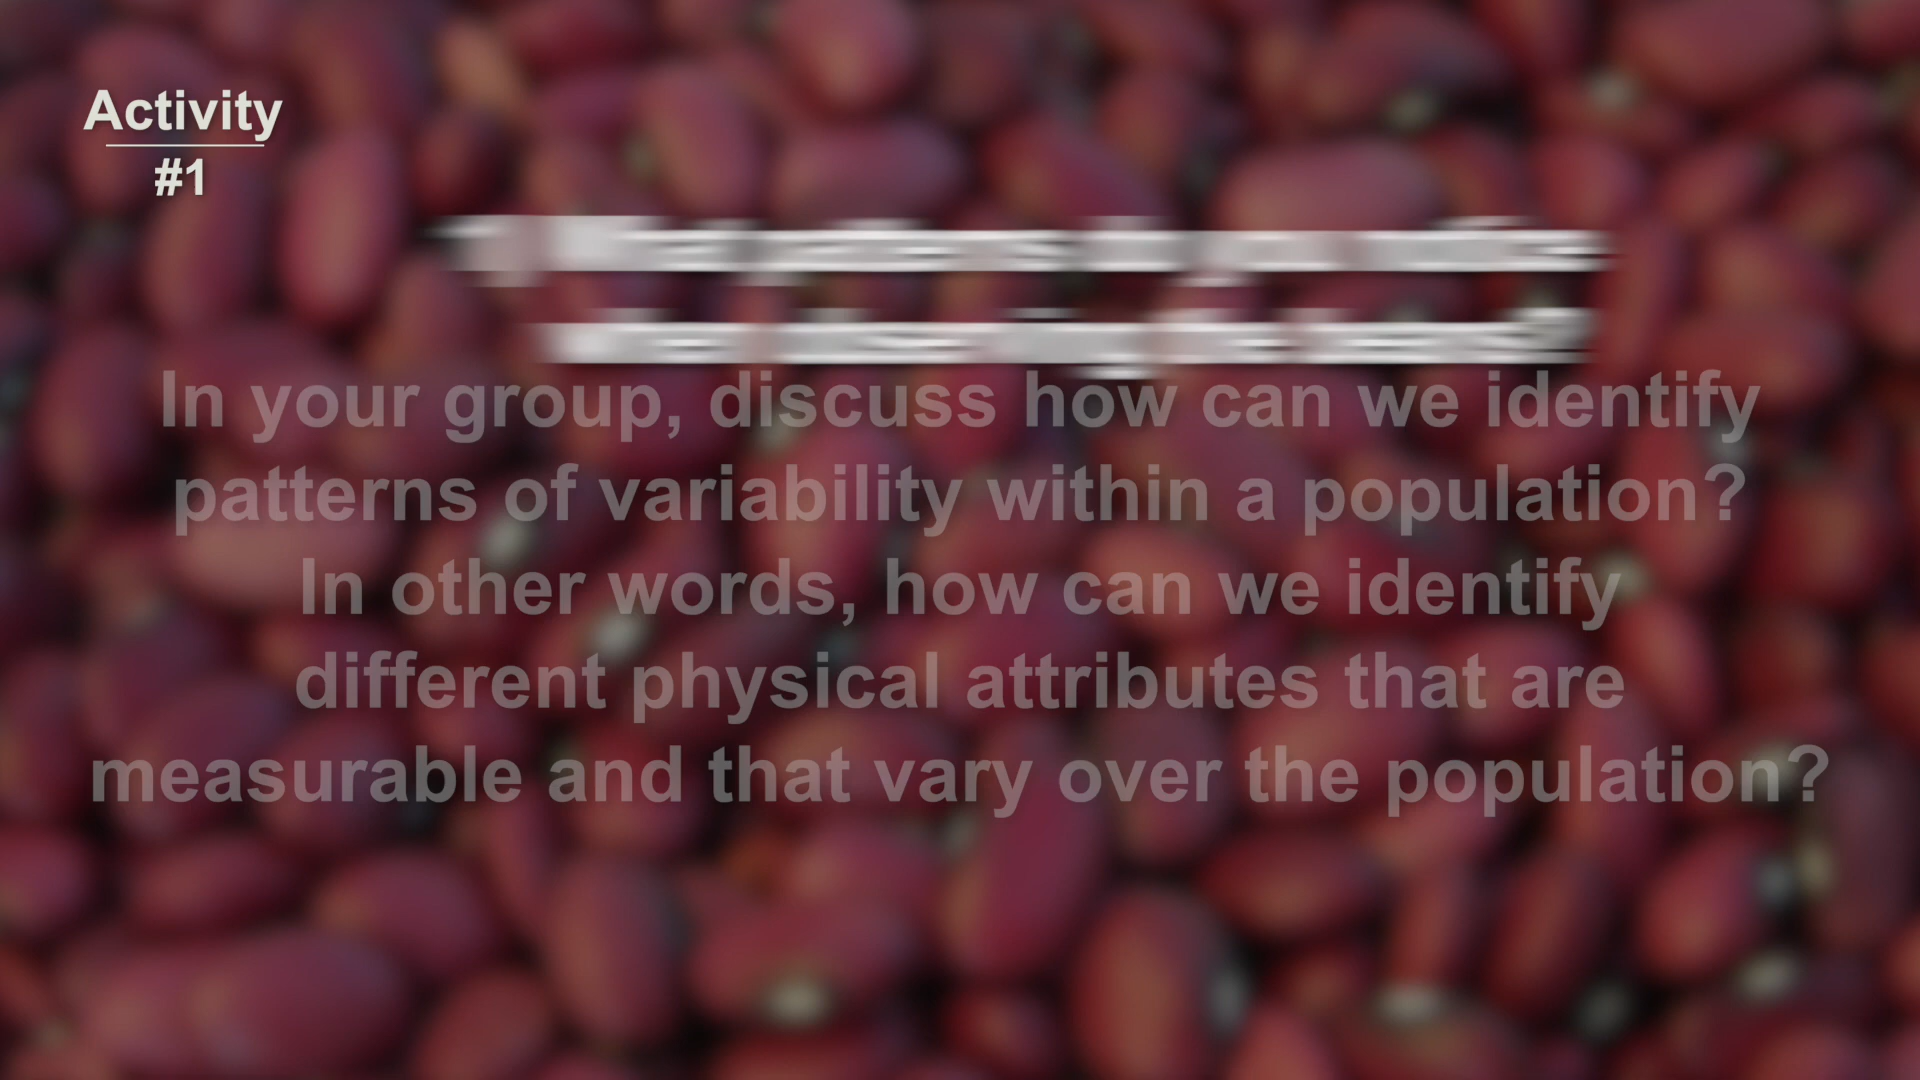 Activity
#1
In your group, discuss how can we identify
patterns of variability within a population?
In other words, how can we identify
different physical attributes that are
measurable and that vary over the population?